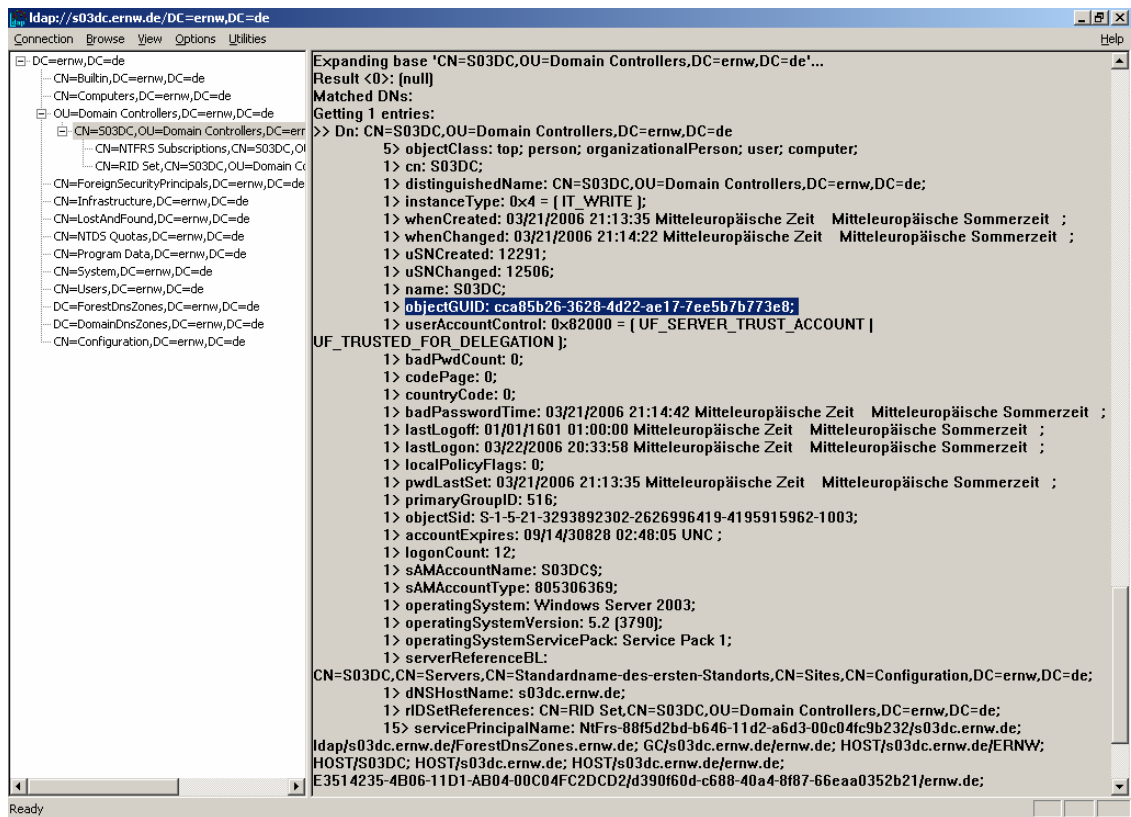 ldap://s03dc.ernw.de/DC=ernw,DC=de
Connection Browse View Options Utilities Help
DC=ernw,DC=de
CN=Builtin,DC=ernw,DC=de
CN=Computers,DC=ernw,DC=de
OU=Domain Controllers,DC=ernw,DC=de
CN=S03DC,OU=Domain Controllers,DC=err
CN=NTFRS Subscriptions,CN=S03DC,O
CN=RID Set,CN=S03DC,OU=Domain Co
CN=ForeignSecurityPrincipals,DC=ernw,DC=de
CN=Infrastructure,DC=ernw,DC=de
CN=LostAndFound,DC=ernw,DC=de
CN=NTDS Quotas,DC=ernw,DC=de
CN=Program Data,DC=ernw,DC=de
CN=System,DC=ernw,DC=de
CN=Users,DC=ernw,DC=de
DC=ForestDnsZones,DC=ernw,DC=de
DC=DomainDnsZones,DC=ernw,DC=de
CN=Configuration,DC=ernw,DC=de
Expanding base 'CN=S03DC,OU=Domain Controllers,DC=ernw,DC=de'...
Result <0>: (null)
Matched DNs:
Getting 1 entries:
>> Dn: CN=S03DC,OU=Domain Controllers,DC=ernw,DC=de
5> objectClass: top; person; organizationalPerson; user; computer;
1> cn: S03DC;
1> distinguishedName: CN=S03DC,OU=Domain Controllers,DC=ernw,DC=de;
1> instanceType: 0x4 = ( IT_WRITE );
1> whenCreated: 03/21/2006 21:13:35 Mitteleuropäische Zeit Mitteleuropäische Sommerzeit ;
1> whenChanged: 03/21/2006 21:14:22 Mitteleuropäische Zeit Mitteleuropäische Sommerzeit ;
1> uSNCreated: 12291;
1> uSNChanged: 12506;
1> name: S03DC;
1> objectGUID: cca85b26-3628-4d22-ae17-7ee5b7b773e8;
1> userAccountControl: 0x82000 = ( UF_SERVER_TRUST_ACCOUNT |
UF_TRUSTED_FOR_DELEGATION );
1> badPwdCount: 0;
1> codePage: 0;
1> countryCode: 0;
1> badPasswordTime: 03/21/2006 21:14:42 Mitteleuropäische Zeit Mitteleuropäische Sommerzeit ;
1> lastLogoff: 01/01/1601 01:00:00 Mitteleuropäische Zeit Mitteleuropäische Sommerzeit ;
1> lastLogon: 03/22/2006 20:33:58 Mitteleuropäische Zeit Mitteleuropäische Sommerzeit ;
1> localPolicyFlags: 0;
1> pwdLastSet: 03/21/2006 21:13:35 Mitteleuropäische Zeit Mitteleuropäische Sommerzeit ;
1> primaryGroupID: 516;
1> objectSid: S-1-5-21-3293892302-2626996419-4195915962-1003;
1> accountExpires: 09/14/30828 02:48:05 UNC ;
1> logonCount: 12;
1> sAMAccountName: S03DC$;
1> sAMAccountType: 805306369;
1> operatingSystem: Windows Server 2003;
1> operatingSystemVersion: 5.2 (3790);
1> operatingSystemServicePack: Service Pack 1;
1> serverReferenceBL:
CN=S03DC,CN=Servers,CN=Standardname-des-ersten-Standorts,CN=Sites,CN=Configuration,DC=ernw,DC=de;
1> dNSHostName: s03dc.ernw.de;
1> rIDSetReferences: CN=RID Set,CN=S03DC,OU=Domain Controllers,DC=ernw,DC=de;
15> servicePrincipalName: NtFrs-88f5d2bd-b646-11d2-a6d3-00c04fc9b232/s03dc.ernw.de;
ldap/s03dc.ernw.de/ForestDnsZones.ernw.de; GC/s03dc.ernw.de/ernw.de; HOST/s03dc.ernw.de/ERNW;
HOST/S03DC; HOST/s03dc.ernw.de; HOST/s03dc.ernw.de/ernw.de;
E3514235-4B06-11D1-AB04-00C04FC2DCD2/d390f60d-c688-40a4-8f87-66eaa0352b21/ernw.de;
Ready